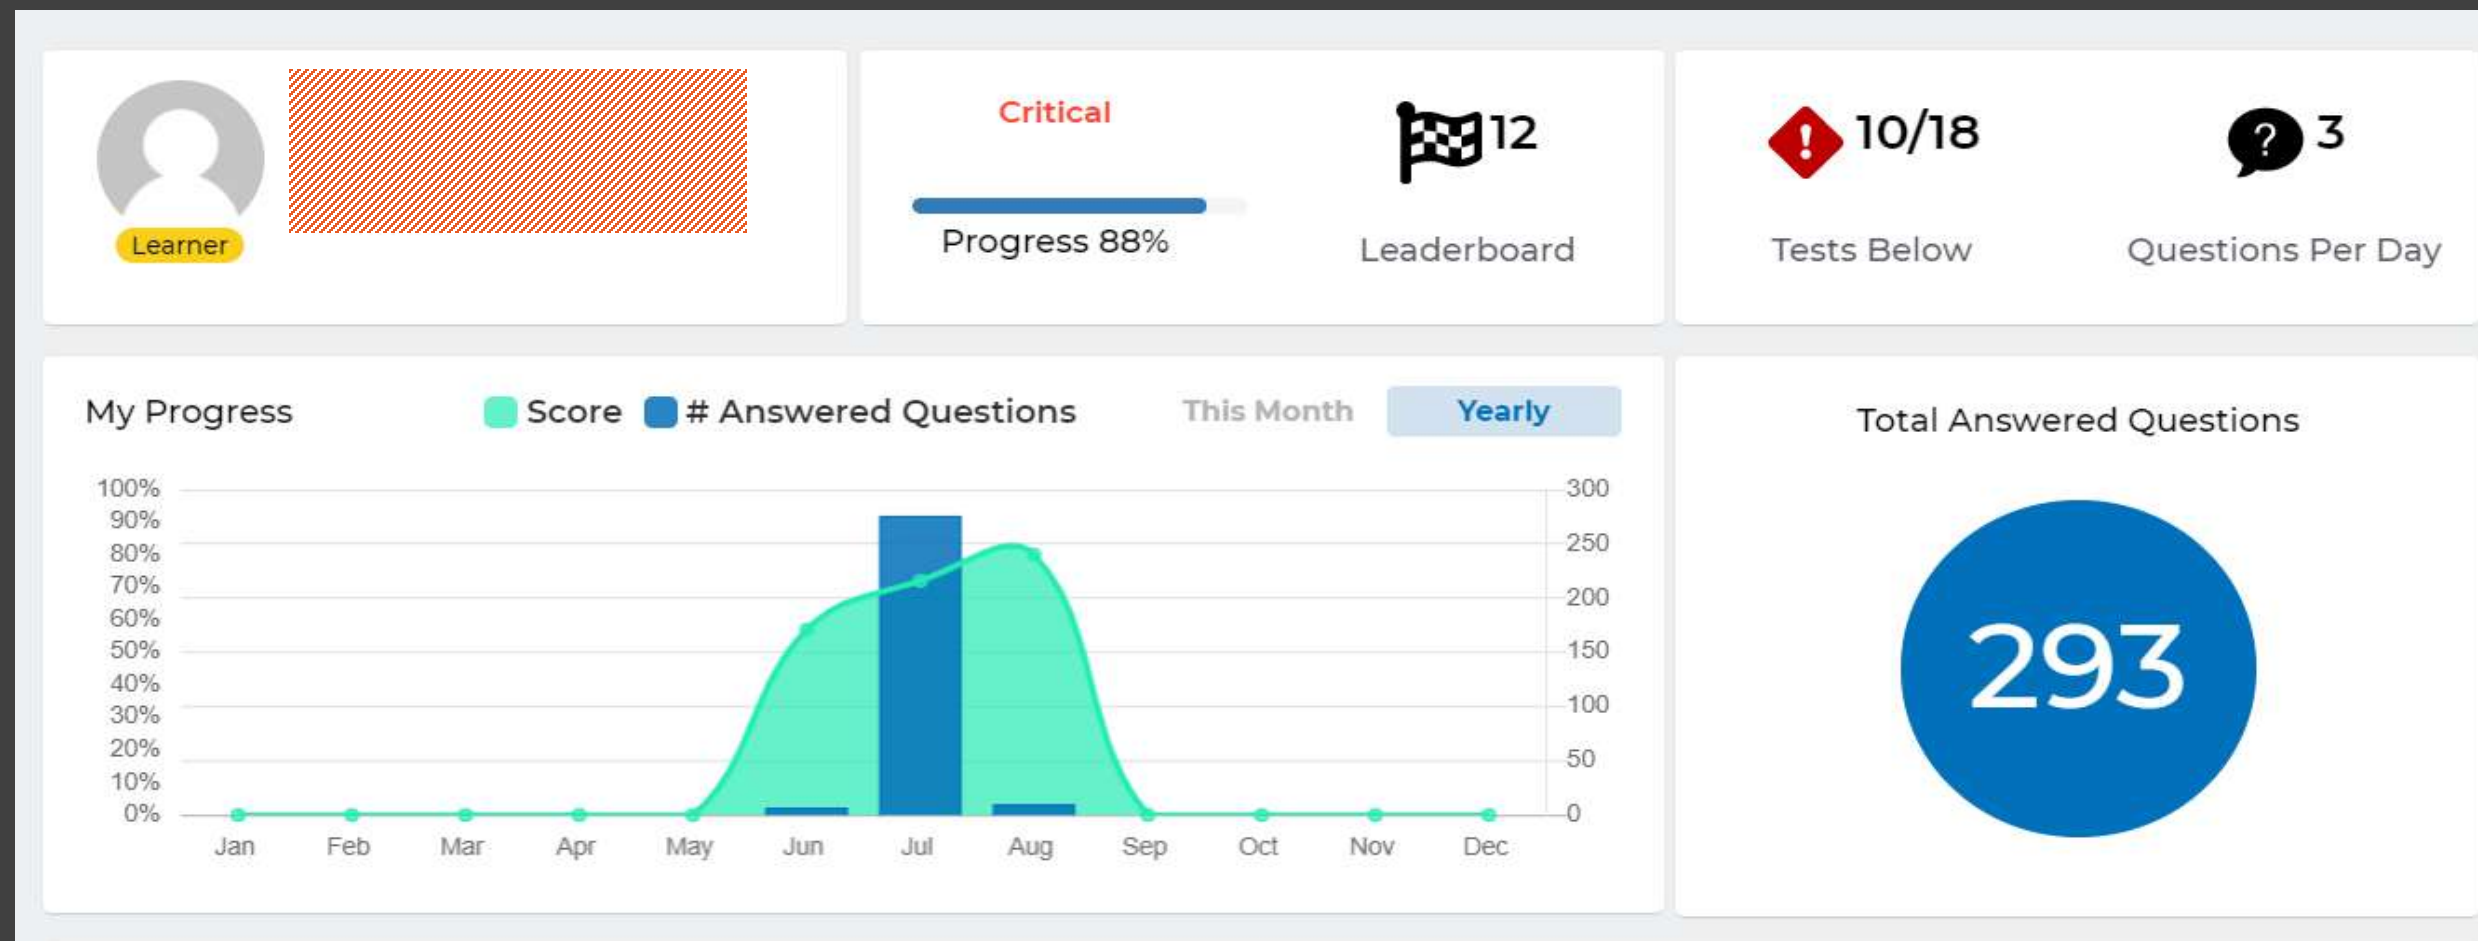 Learner
Critical
Progress 88%
12
Leaderboard
10/18
Tests Below
3
Questions Per Day
My Progress
Score # Answered Questions
This Month Yearly
100%
90%
80%
70%
60%
50%
40%
30%
20%
10%
0%
300
250
200
150
100
50
0
Jan Feb Mar Apr May Jun Jul Aug Sep Oct Nov Dec
Total Answered Questions
293